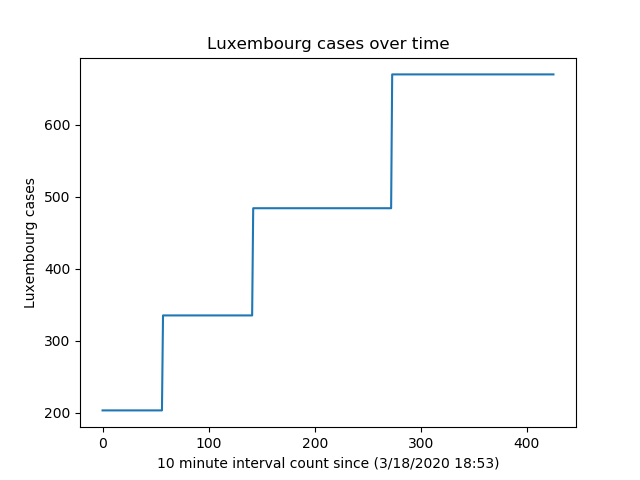 Luxembourg cases over time
Luxembourg cases
600
500
400
300
200
0 100 200 300 400
10 minute interval count since (3/18/2020 18:53)